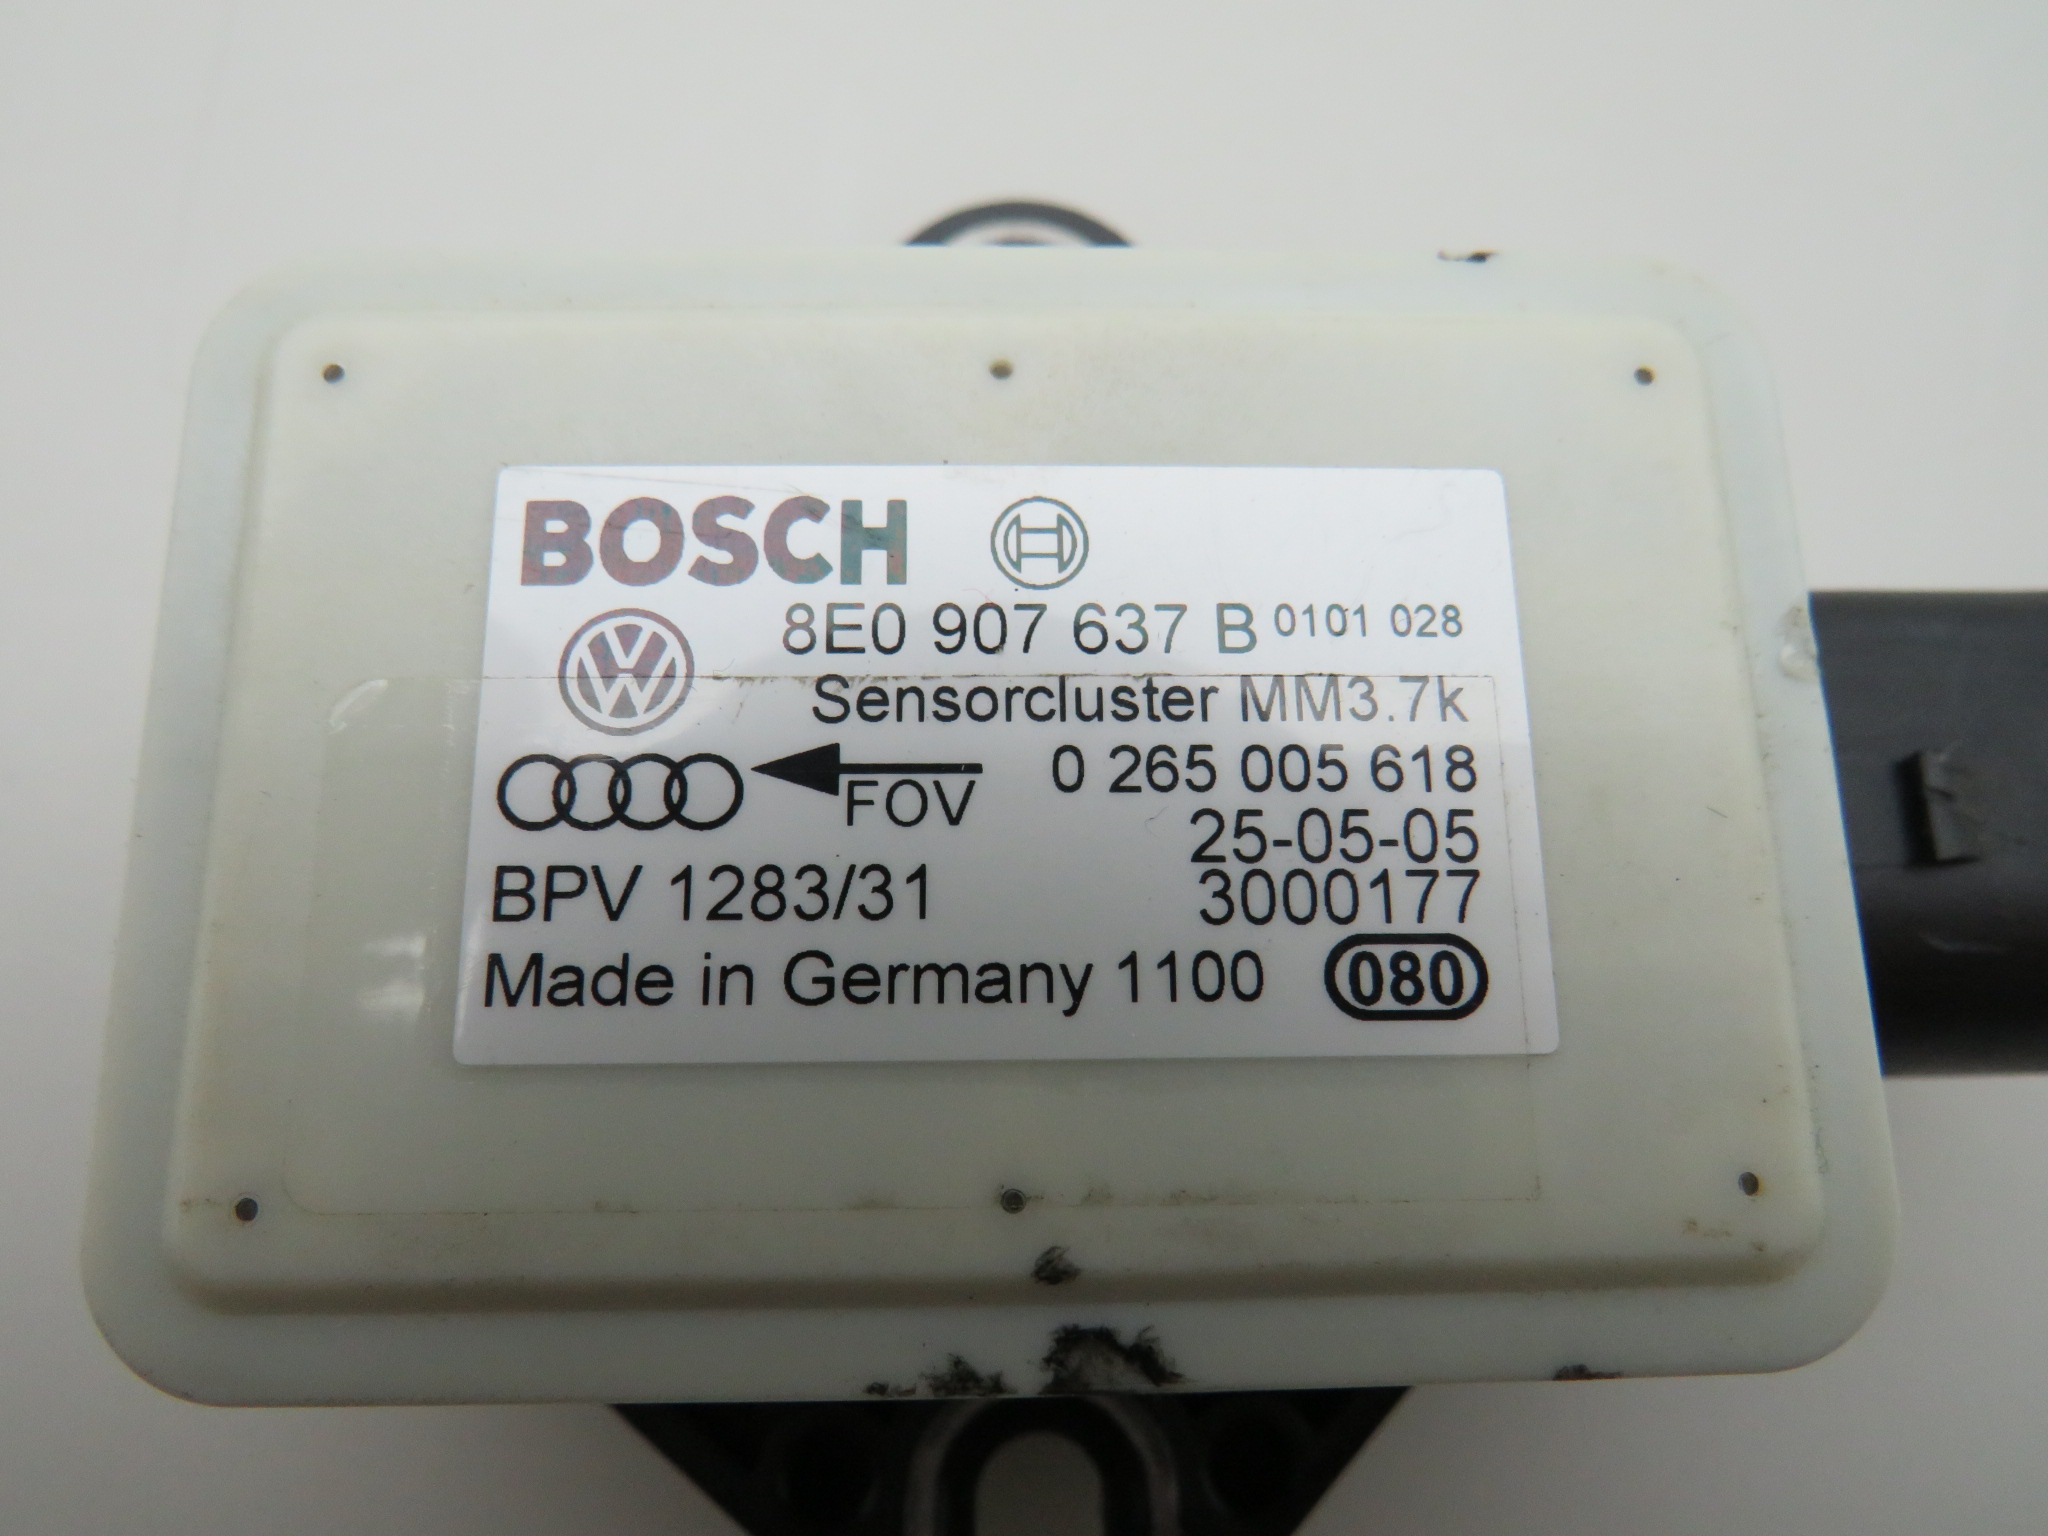 BOSCH
8E0 907 637 B 0101 028
Sensorcluster MM3.7k
FOV 0 265 005 618
25-05-05
BPV 1283/31 3000177
Made in Germany 1100 080